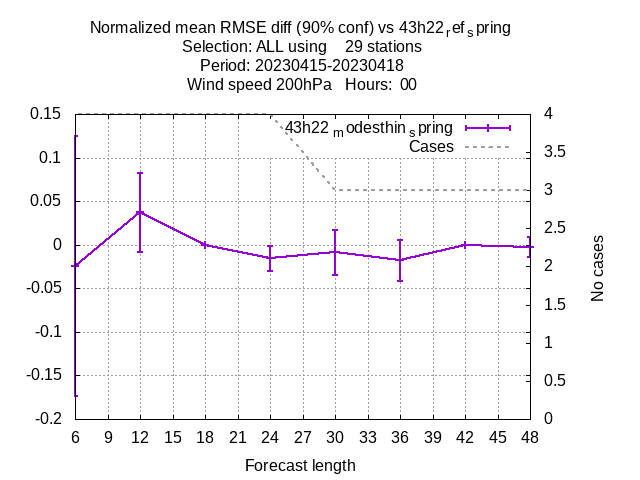 Normalized mean RMSE diff (90% conf) vs 43h22refspring
Selection: ALL using 29 stations
Period: 20230415-20230418
Wind speed 200hPa Hours: 00
43h22modesthinspring
Cases
0.15
0.1
0.05
0
-0.05
-0.1
-0.15
-0.2
4
3.5
3
2.5
2
1.5
1
0.5
0
No cases
6 9 12 15 18 21 24 27 30 33 36 39 42 45 48
Forecast length